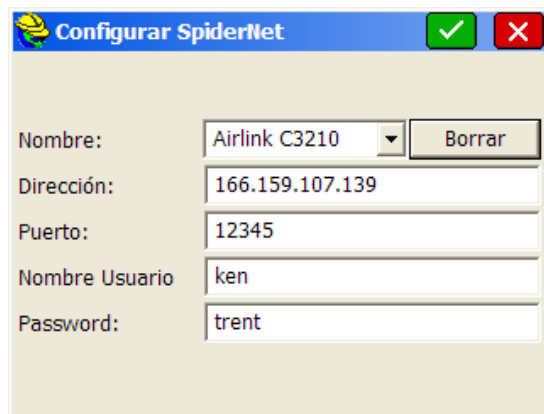 Configurar SpiderNet
Nombre: Airlink C3210 Borrar
Dirección: 166.159.107.139
Puerto: 12345
Nombre Usuario ken
Password: trent